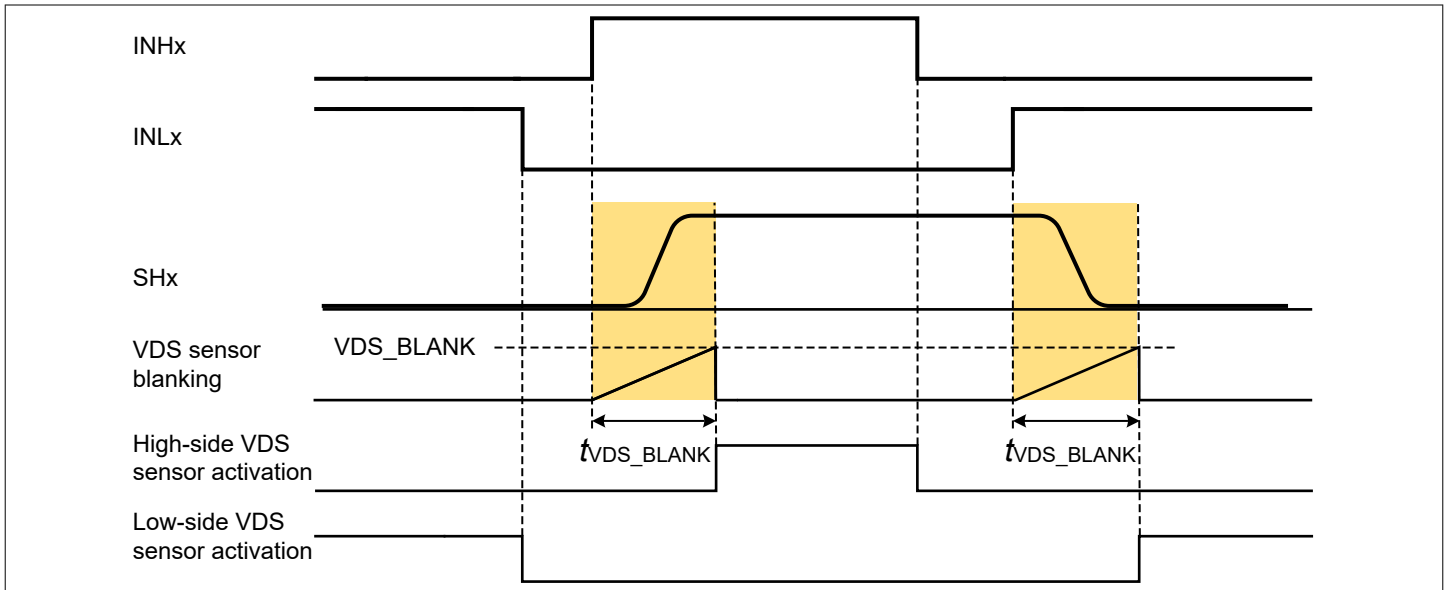 INHx
INLx
SHx
VDS sensor
blanking
VDS_BLANK
High-side VDS
sensor activation
tVDS_BLANK
tVDS_BLANK
Low-side VDS
sensor activation